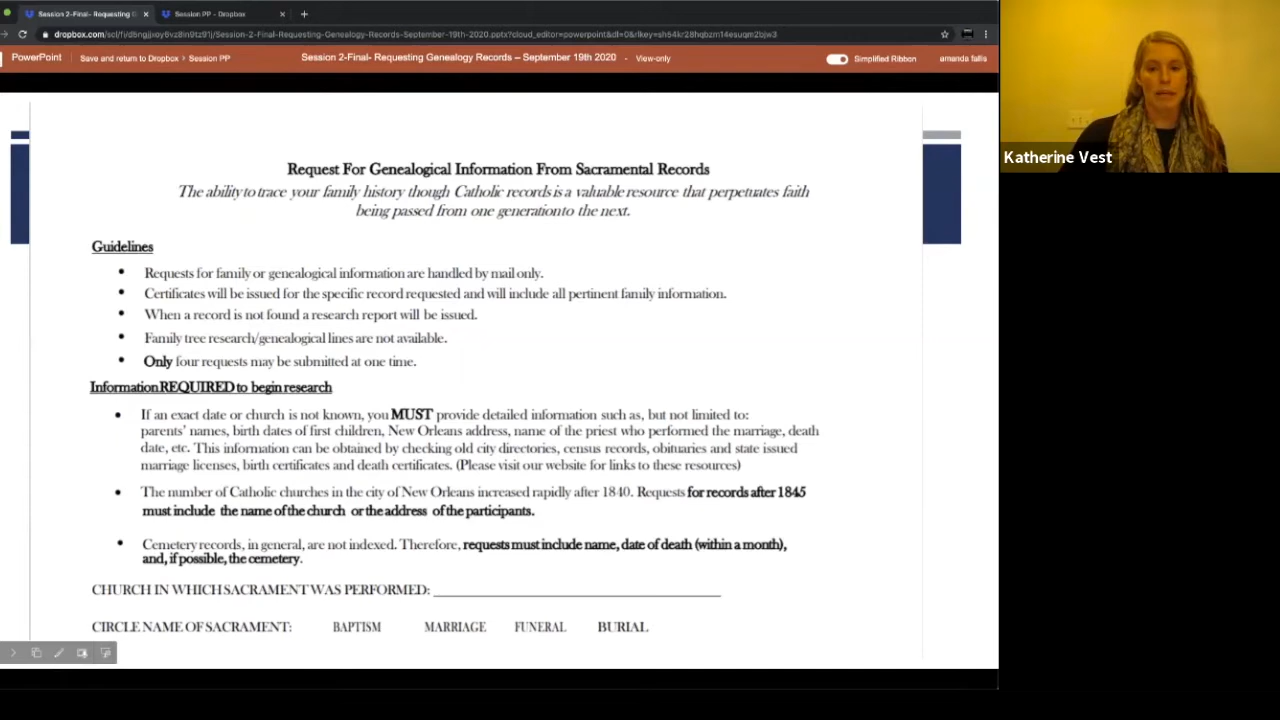 Session 2-Final- Requesting G
Session PP - Dropbox
PowerPoint
Save and return to Dropbox > Session PP
Session 2-Final- Requesting Genealogy Records – September 19th 2020 - View-only
Simplified Ribbon
amanda fallis
Katherine Vest
Request For Genealogical Information From Sacramental Records
The ability to trace your family history though Catholic records is a valuable resource that perpetuates faith
being passed from one generation to the next.
Guidelines
• Requests for family or genealogical information are handled by mail only.
• Certificates will be issued for the specific record requested and will include all pertinent family information.
• When a record is not found a research report will be issued.
• Family tree research/genealogical lines are not available.
• Only four requests may be submitted at one time.
Information REQUIRED to begin research
• If an exact date or church is not known, you MUST provide detailed information such as, but not limited to:
parents' names, birth dates of first children, New Orleans address, name of the priest who performed the marriage, death
date, etc. This information can be obtained by checking old city directories, census records, obituaries and state issued
marriage licenses, birth certificates and death certificates. (Please visit our website for links to these resources)
• The number of Catholic churches in the city of New Orleans increased rapidly after 1840. Requests for records after 1845
must include the name of the church or the address of the participants.
• Cemetery records, in general, are not indexed. Therefore, requests must include name, date of death (within a month),
and, if possible, the cemetery.
CHURCH IN WHICH SACRAMENT WAS PERFORMED: ____________________
CIRCLE NAME OF SACRAMENT: BAPTISM MARRIAGE FUNERAL BURIAL